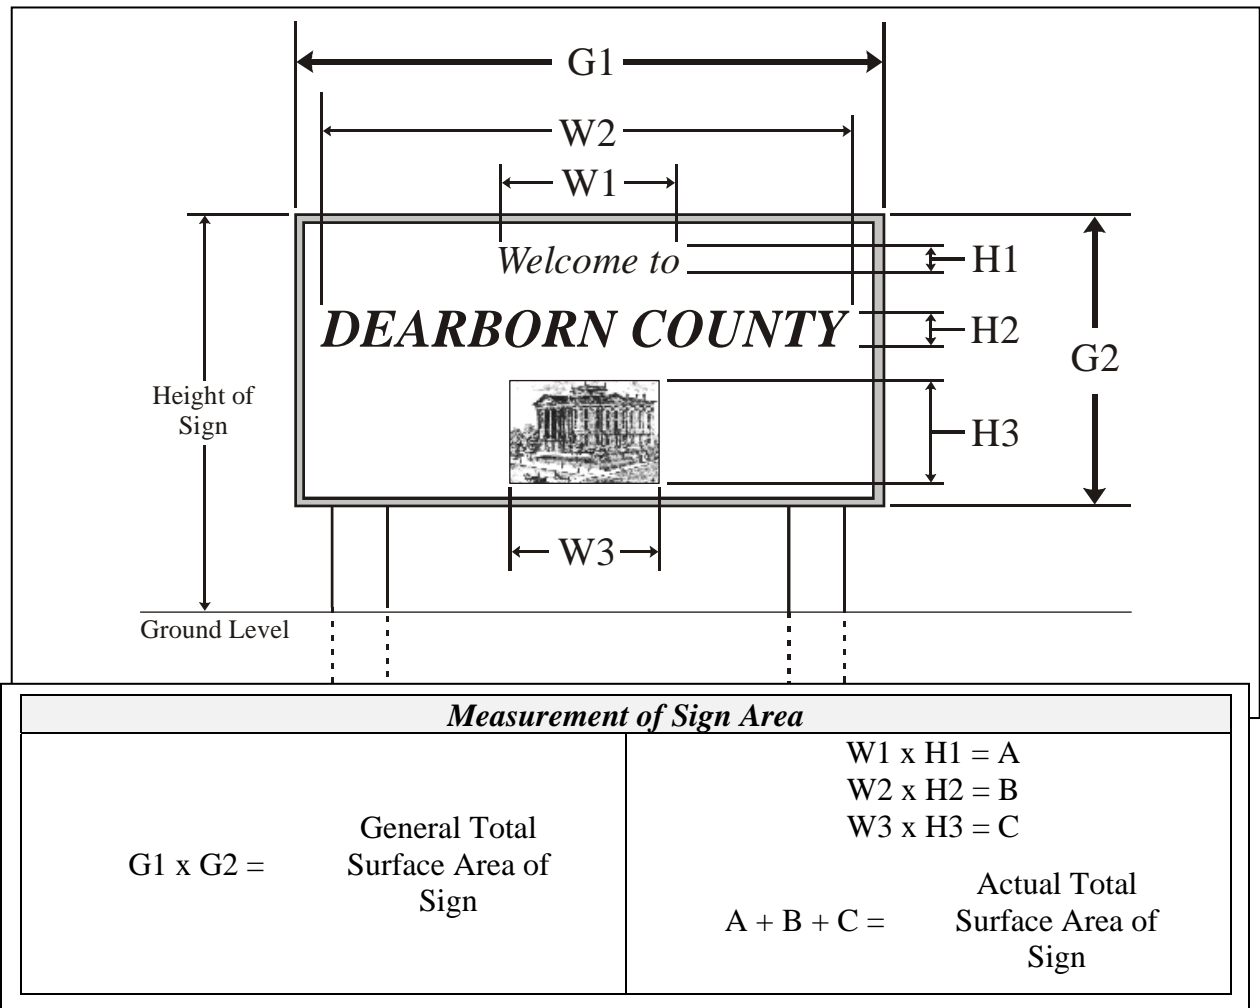 G1
W2
W1
Welcome to
H1
DEARBORN COUNTY
H2
G2
Height of
Sign
H3
W3
Ground Level
Measurement of Sign Area
G1 x G2 =
General Total
Surface Area of
Sign
W1 x H1 = A
W2 x H2 = B
W3 x H3 = C
A + B + C =
Actual Total
Surface Area of
Sign